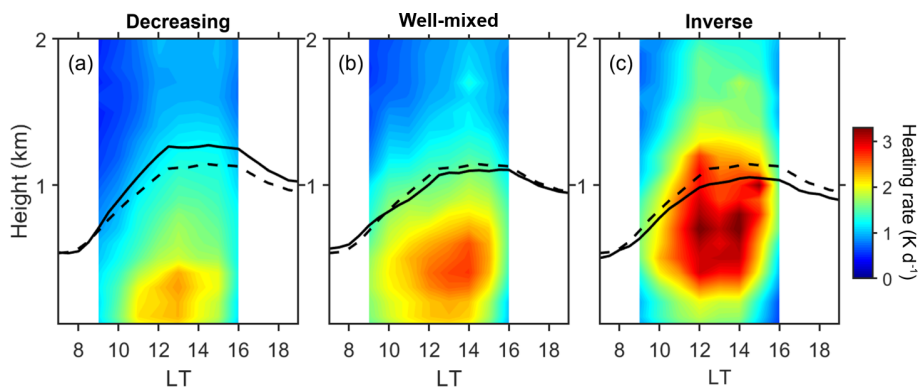 Decreasing
Well-mixed
Inverse
(a)
(b)
(c)
2
1
Height (km)
8 10 12 14 16 18
LT
2
1
8 10 12 14 16 18
LT
2
1
8 10 12 14 16 18
LT
3
2
1
0
Heating rate (K d⁻¹)